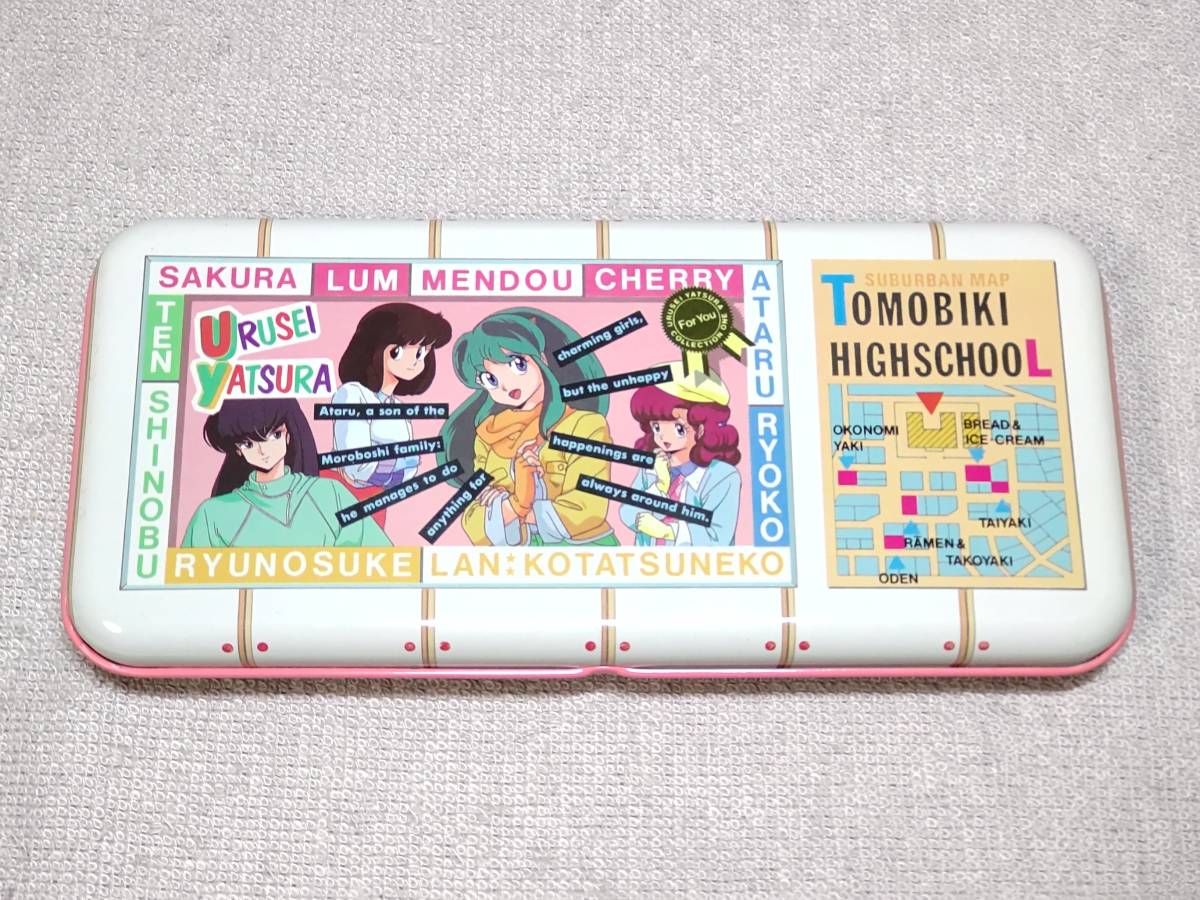 SAKURA LUM MENDOU CHERRY
ATARU RYOKO
TEN SHINOBU
RYUNOSUKE LAN KOTATSUNEKO
URUSEI
YATSURA
Ataru, a son of the
Moroboshi family:
he manages to do
anything for
charming girls,
but the unhappy
happenings are
always around him.
URUSEI YATSURA
For You
COLLECTION ONE
SUBURBAN MAP
TOMOBIKI
HIGHSCHOOL
OKONOMI
YAKI
BREAD &
ICE-CREAM
TAIYAKI
RĀMEN &
TAKOYAKI
ODEN